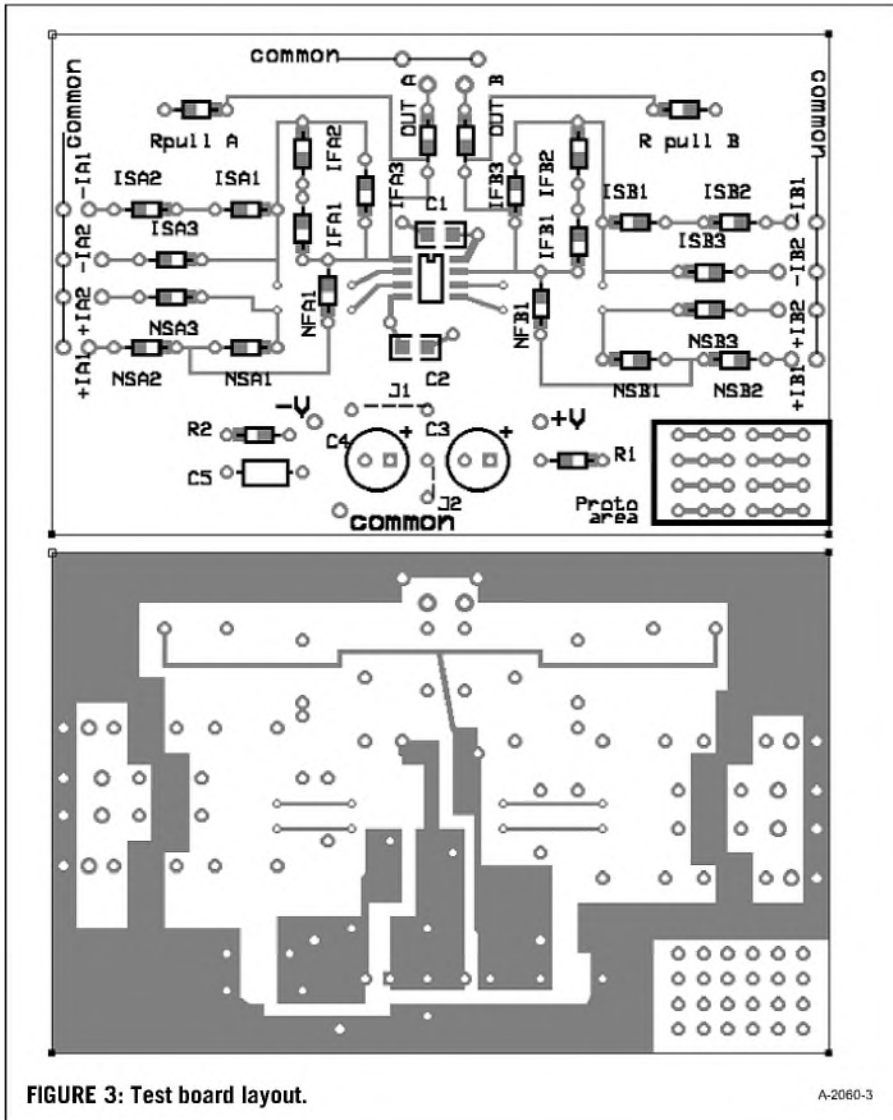 common
A
B
OUT
OUT
Rpull A
R pull B
common
common
-IA1
ISA2
ISA1
ISA3
-IA2
+IA2
NSA3
+IA1
NSA2
NSA1
IFA2
IFA3
IFA1
NFA1
C1
C2
IFB3
IFB2
IFB1
NFB1
ISB1
ISB2
-IB1
ISB3
-IB2
+IB2
NSB3
NSB1
NSB2
+IB1
-V
J1
+V
R2
C4
+
C3
+
R1
C5
J2
common
Proto
area
FIGURE 3: Test board layout.
A-2060-3